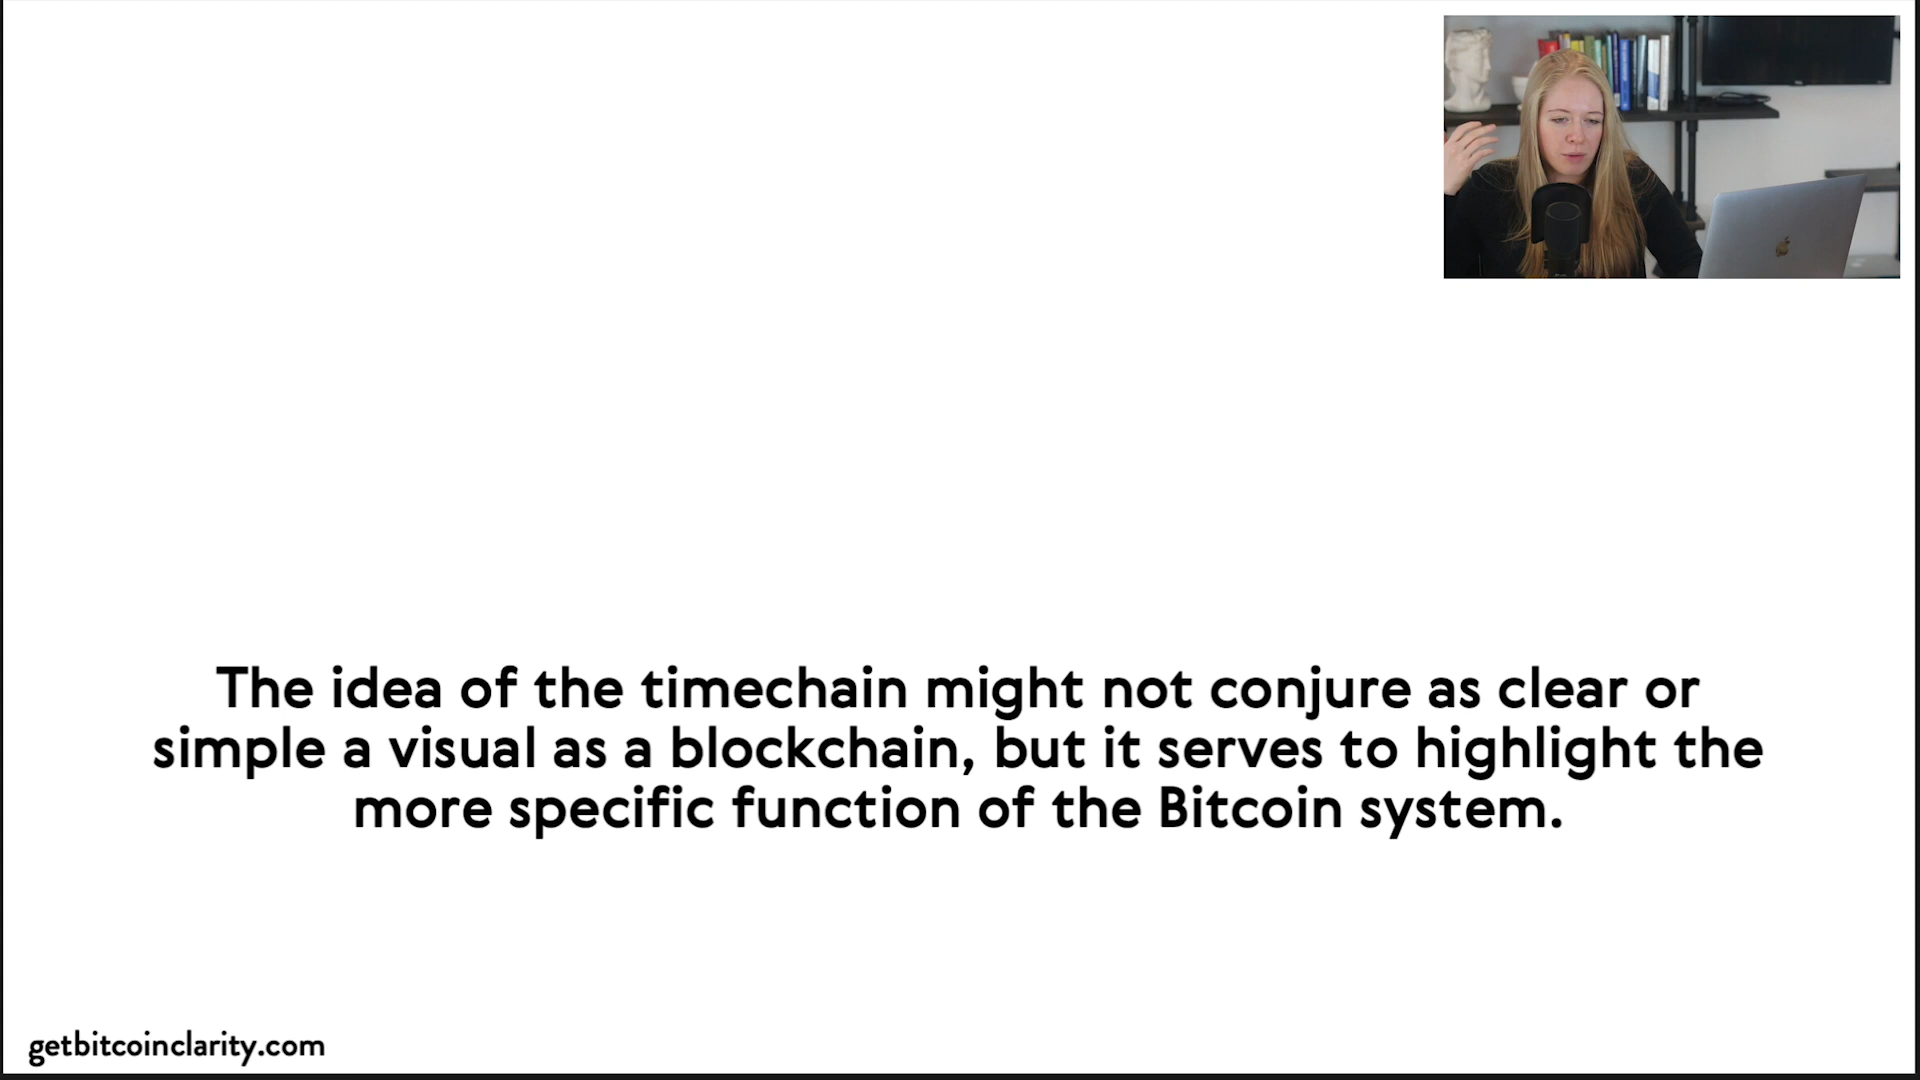 The idea of the timechain might not conjure as clear or
simple a visual as a blockchain, but it serves to highlight the
more specific function of the Bitcoin system.
getbitcoinclarity.com